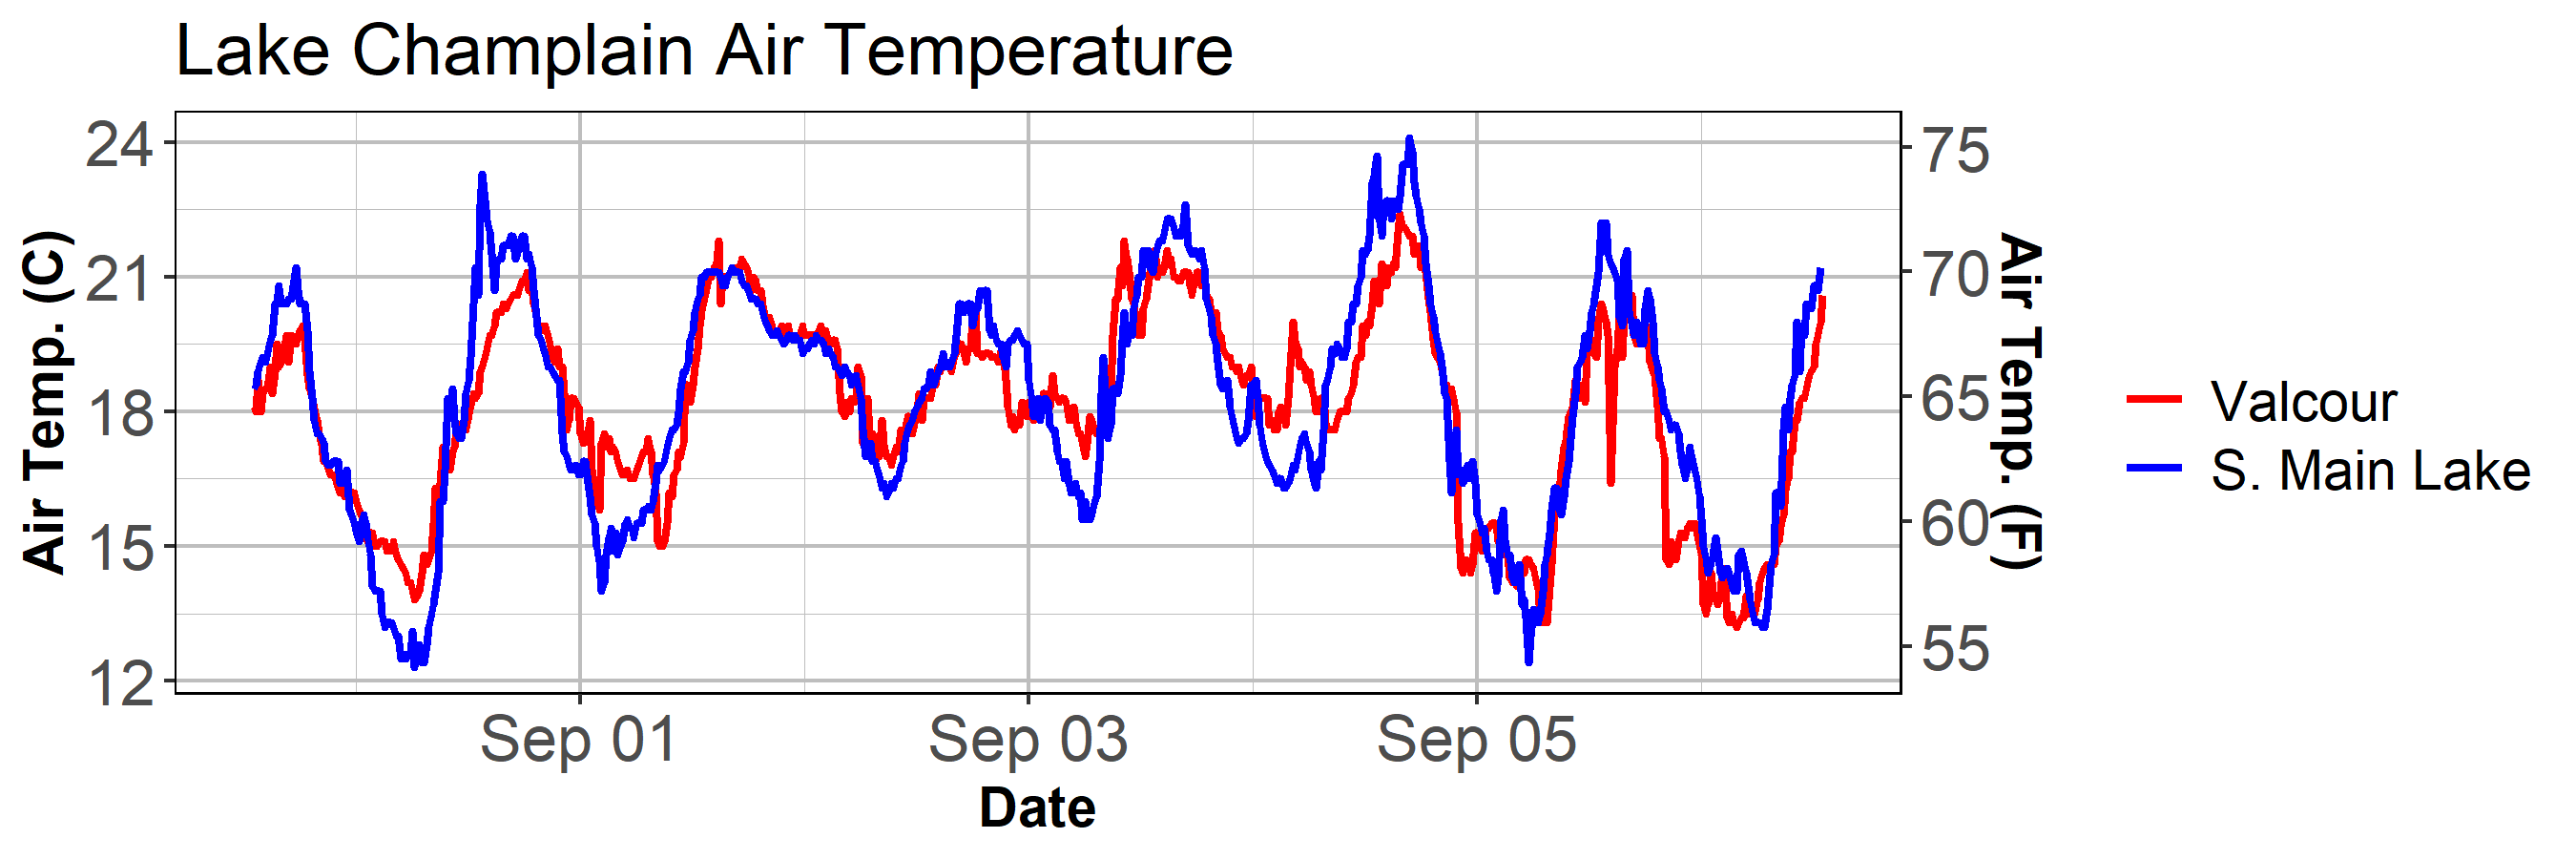 Lake Champlain Air Temperature
Air Temp. (C)
24
21
18
15
12
75
70
65
60
55
Air Temp. (F)
Sep 01
Sep 03
Sep 05
Date
Valcour
S. Main Lake